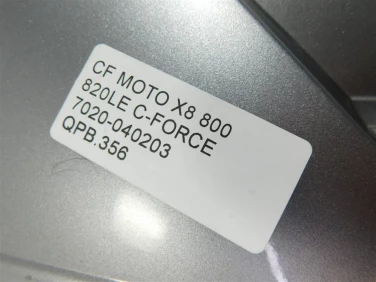 CF MOTO X8 800
820LE C-FORCE
7020-040203
QPB.356